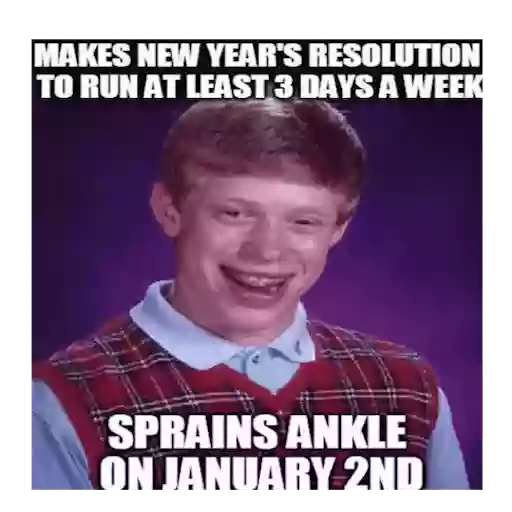 MAKES NEW YEAR'S RESOLUTION
TO RUN AT LEAST 3 DAYS A WEEK
SPRAINS ANKLE
ON JANUARY 2ND